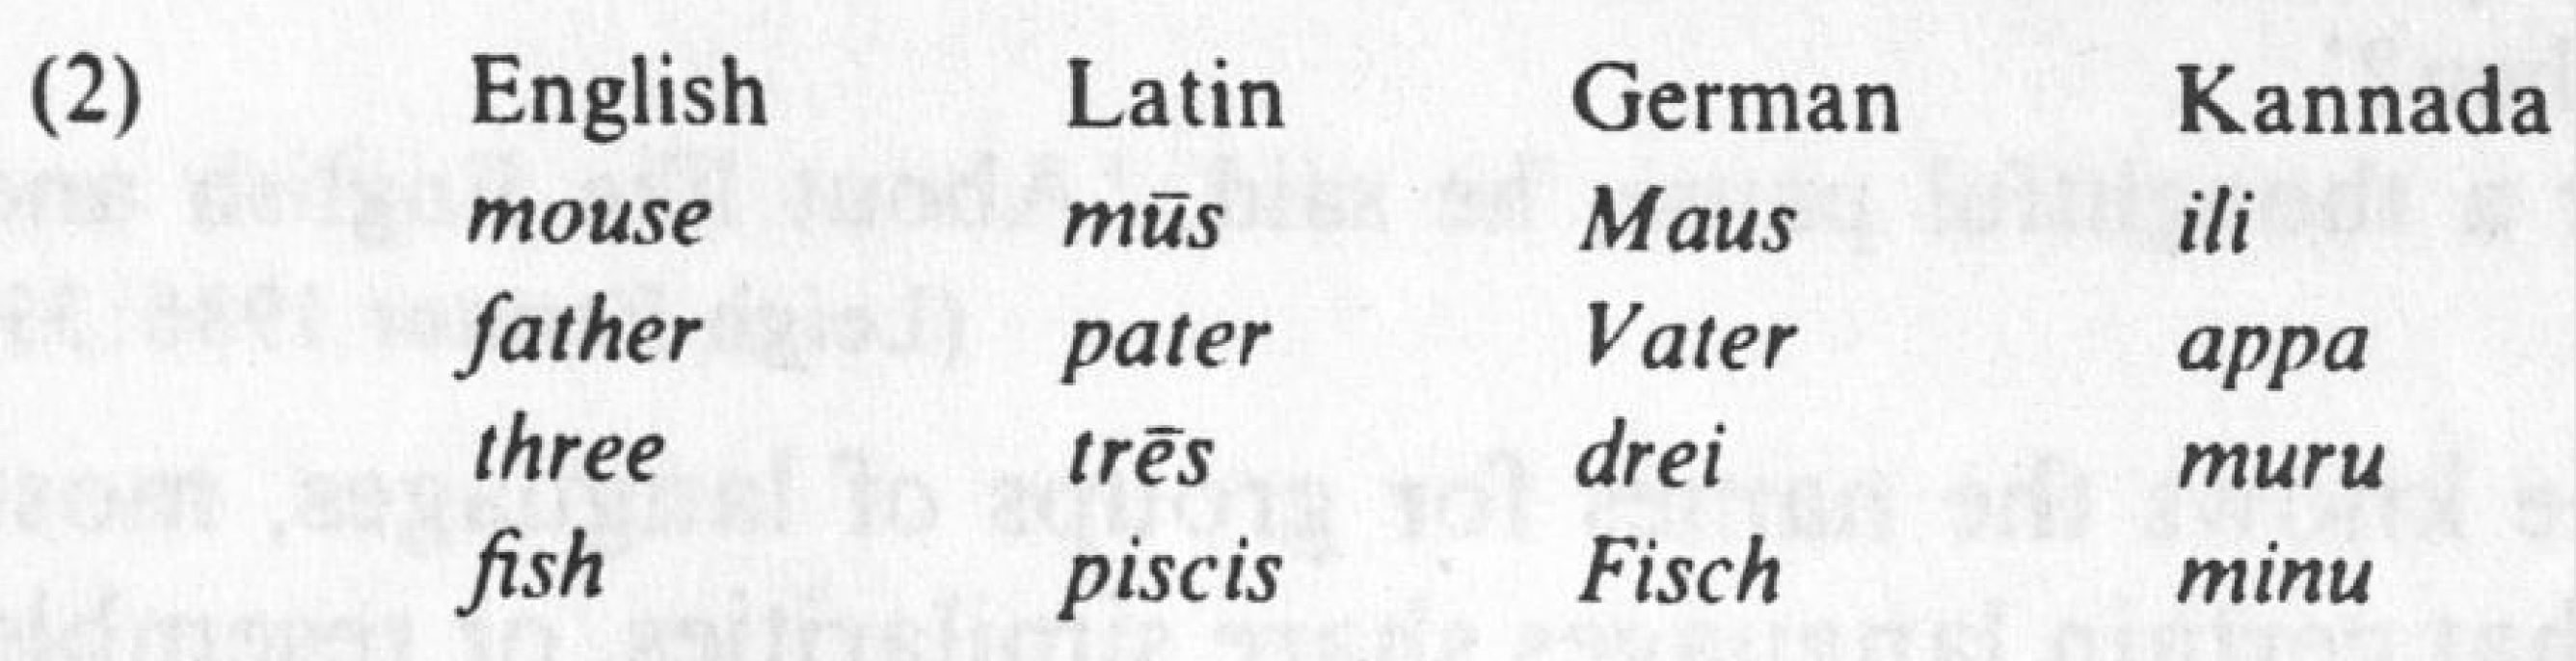 (2) English Latin German Kannada
mouse mūs Maus ili
father pater Vater appa
three trēs drei muru
fish piscis Fisch minu